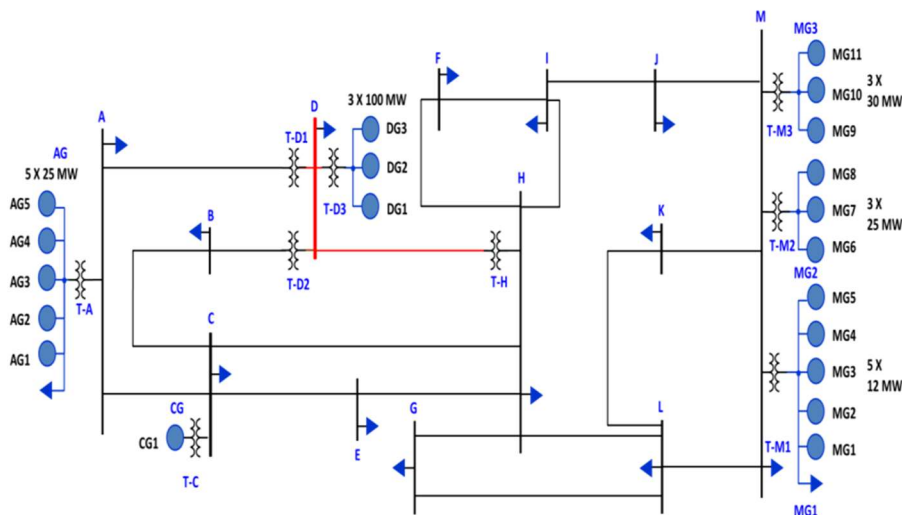 M
MG3
MG11
3 X
MG10
30 MW
MG9
T-M3
F
I
J
3 X 100 MW
D
DG3
DG2
DG1
T-D1
T-D3
A
AG
5 X 25 MW
AG5
AG4
AG3
AG2
AG1
T-A
B
T-D2
T-H
H
K
MG8
MG7
3 X
25 MW
MG6
T-M2
MG2
MG5
MG4
MG3
5 X
12 MW
MG2
MG1
T-M1
MG1
C
CG
CG1
T-C
E
G
L